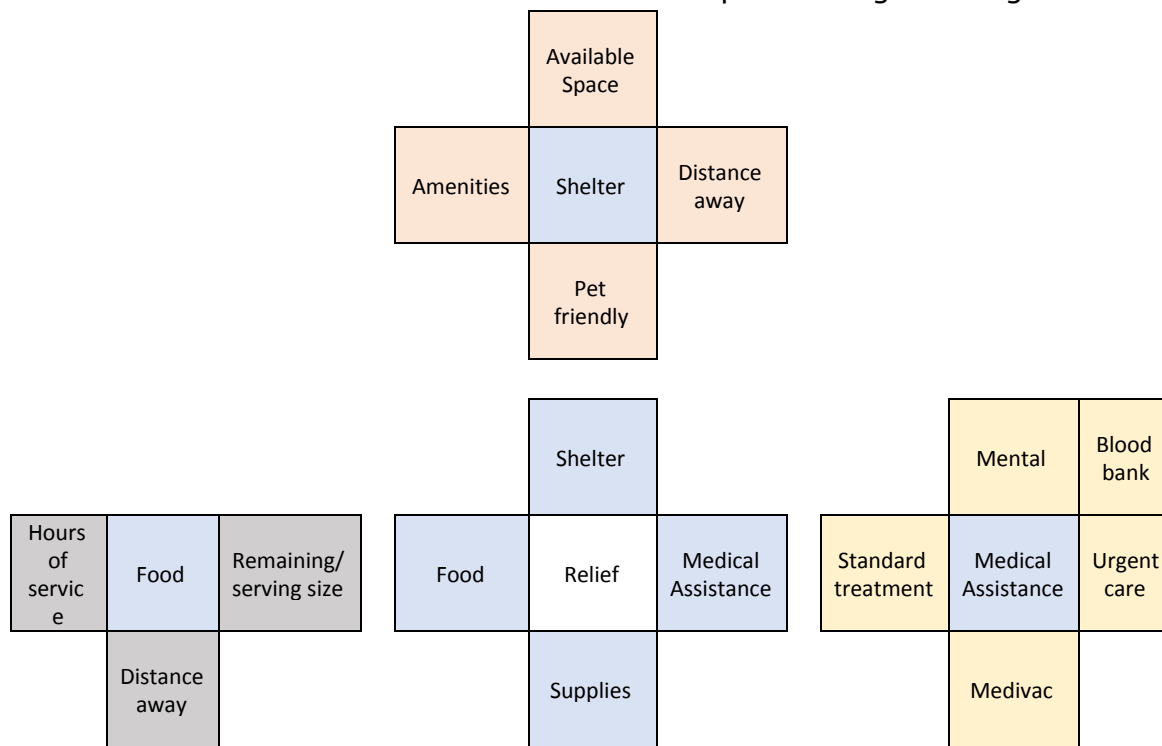 Available
Space
Amenities
Shelter
Distance
away
Pet
friendly
Shelter
Mental
Blood
bank
Hours
of
servic
e
Food
Remaining/
serving size
Food
Relief
Medical
Assistance
Standard
treatment
Medical
Assistance
Urgent
care
Distance
away
Supplies
Medivac